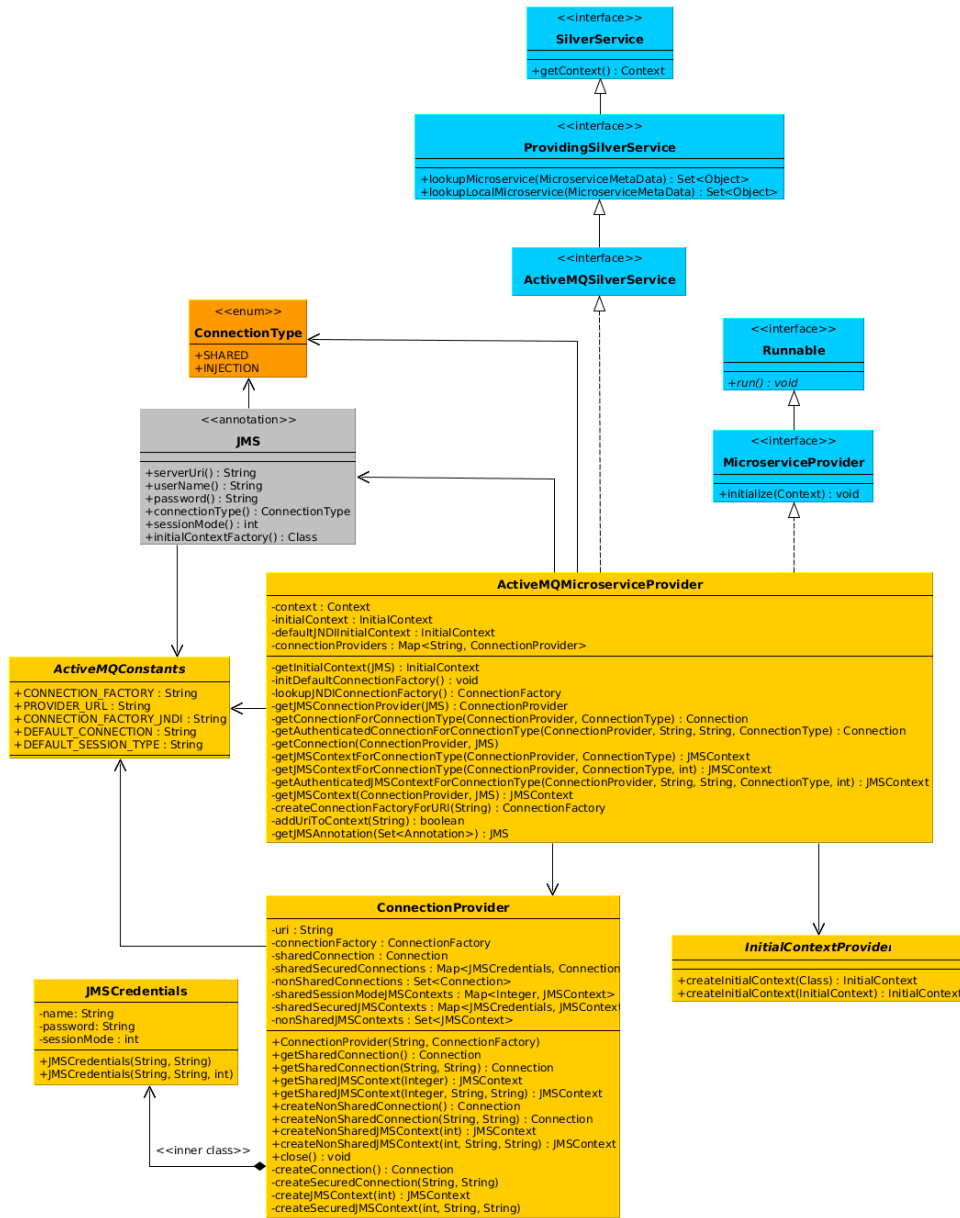 <<interface>>
SilverService
+getContext() : Context
<<interface>>
ProvidingSilverService
+lookupMicroservice(MicroserviceMetaData) : Set<Object>
+lookupLocalMicroservice(MicroserviceMetaData) : Set<Object>
<<interface>>
ActiveMQSilverService
<<enum>>
ConnectionType
+SHARED
+INJECTION
<<interface>>
Runnable
+run() : void
<<annotation>>
JMS
+serverUri() : String
+userName() : String
+password() : String
+connectionType() : ConnectionType
+sessionMode() : int
+initialContextFactory() : Class
<<interface>>
MicroserviceProvider
+initialize(Context) : void
ActiveMQMicroserviceProvider
-context : Context
-initialContext : InitialContext
-defaultJNDIInitialContext : InitialContext
-connectionProviders : Map<String, ConnectionProvider>
-getInitialContext(JMS) : InitialContext
-initDefaultConnectionFactory() : void
-lookupJNDIConnectionFactory() : ConnectionFactory
-getJMSConnectionProvider(JMS) : ConnectionProvider
-getConnectionForConnectionType(ConnectionProvider, ConnectionType) : Connection
-getAuthenticatedConnectionForConnectionType(ConnectionProvider, String, String, ConnectionType) : Connection
-getConnection(ConnectionProvider, JMS)
-getJMSContextForConnectionType(ConnectionProvider, ConnectionType) : JMSContext
-getJMSContextForConnectionType(ConnectionProvider, ConnectionType, int) : JMSContext
-getAuthenticatedJMSContextForConnectionType(ConnectionProvider, String, String, ConnectionType, int) : JMSContext
-getJMSContext(ConnectionProvider, JMS) : JMSContext
-createConnectionFactoryForURI(String) : ConnectionFactory
-addUriToContext(String) : boolean
-getJMSAnnotation(Set<Annotation>) : JMS
ActiveMQConstants
+CONNECTION_FACTORY : String
+PROVIDER_URL : String
+CONNECTION_FACTORY_JNDI : String
+DEFAULT_CONNECTION : String
+DEFAULT_SESSION_TYPE : String
ConnectionProvider
-uri : String
-connectionFactory : ConnectionFactory
-sharedConnection : Connection
-sharedSecuredConnections : Map<JMSCredentials, Connection
-nonSharedConnections : Set<Connection>
-sharedSessionModeJMSContexts : Map<Integer, JMSContext>
-sharedSecuredJMSContexts : Map<JMSCredentials, JMSContext
-nonSharedJMSContexts : Set<JMSContext>
+ConnectionProvider(String, ConnectionFactory)
+getSharedConnection() : Connection
+getSharedConnection(String, String) : Connection
+getSharedJMSContext(Integer) : JMSContext
+getSharedJMSContext(Integer, String, String) : JMSContext
+createNonSharedConnection() : Connection
+createNonSharedConnection(String, String) : Connection
+createNonSharedJMSContext(int) : JMSContext
+createNonSharedJMSContext(int, String, String) : JMSContext
+close() : void
-createConnection() : Connection
-createSecuredConnection(String, String)
-createJMSContext(int) : JMSContext
-createSecuredJMSContext(int, String, String)
InitialContextProvider
+createInitialContext(Class) : InitialContext
+createInitialContext(InitialContext) : InitialContext
JMSCredentials
-name: String
-password: String
-sessionMode : int
+JMSCredentials(String, String)
+JMSCredentials(String, String, int)
<<inner class>>